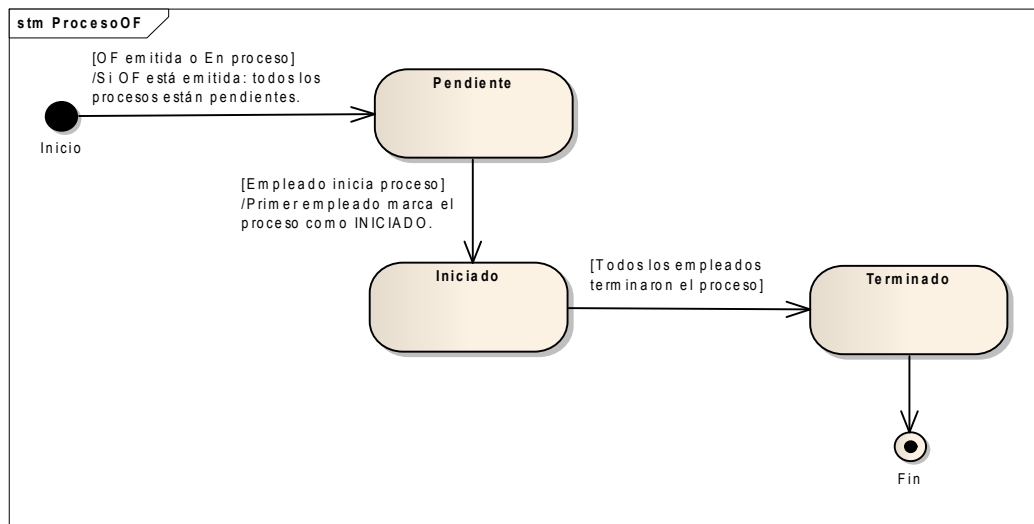 stm ProcesoOF
[OF emitida o En proceso]
/Si OF está emitida: todos los
procesos están pendientes.
Inicio
Pendiente
[Empleado inicia proceso]
/Primer empleado marca el
proceso como INICIADO.
Iniciado
[Todos los empleados
terminaron el proceso]
Terminado
Fin